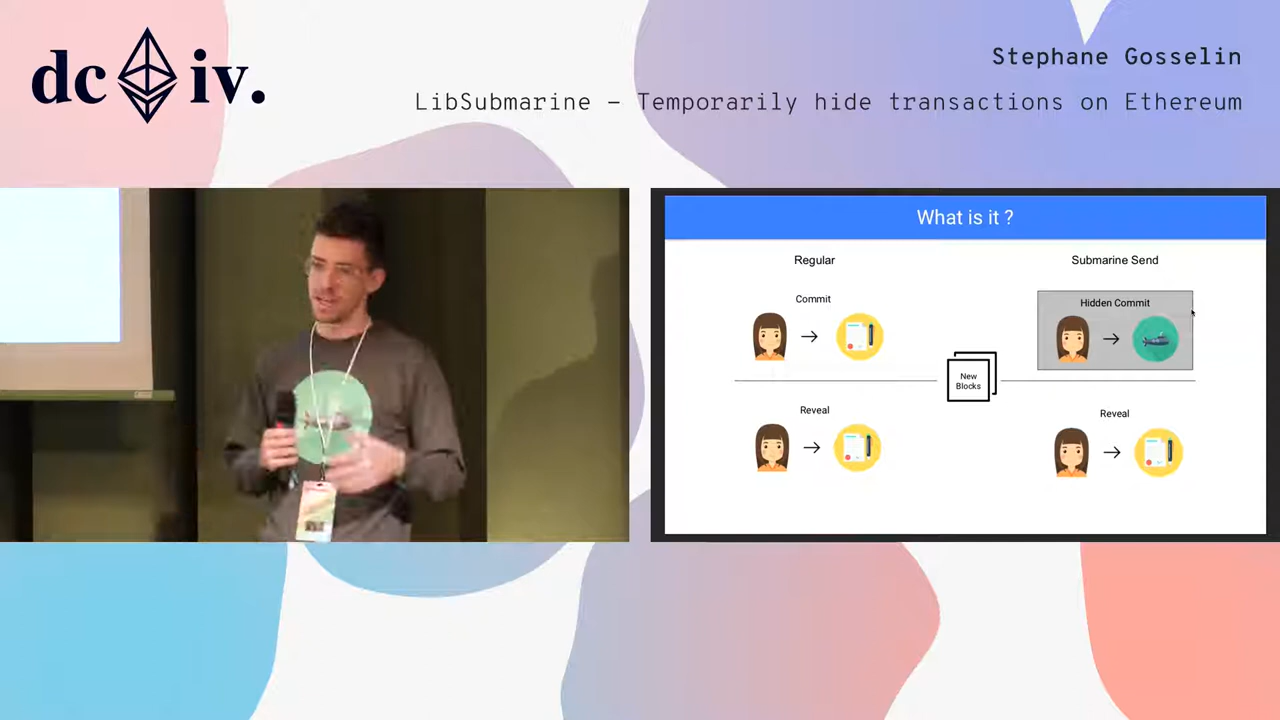 dc iv.
Stephane Gosselin
LibSubmarine – Temporarily hide transactions on Ethereum
What is it ?
Regular
Submarine Send
Commit
Hidden Commit
New
Blocks
Reveal
Reveal